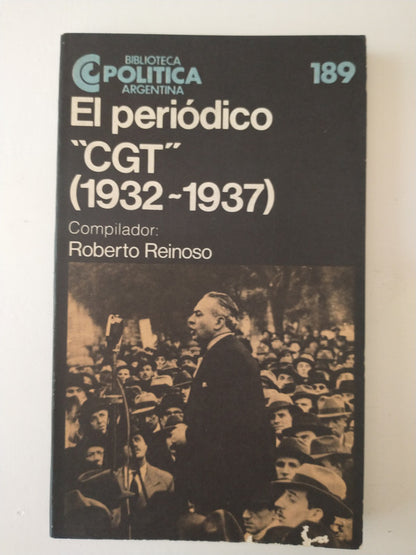 BIBLIOTECA
POLITICA
ARGENTINA
189
El periódico
“CGT”
(1932~1937)
Compilador:
Roberto Reinoso